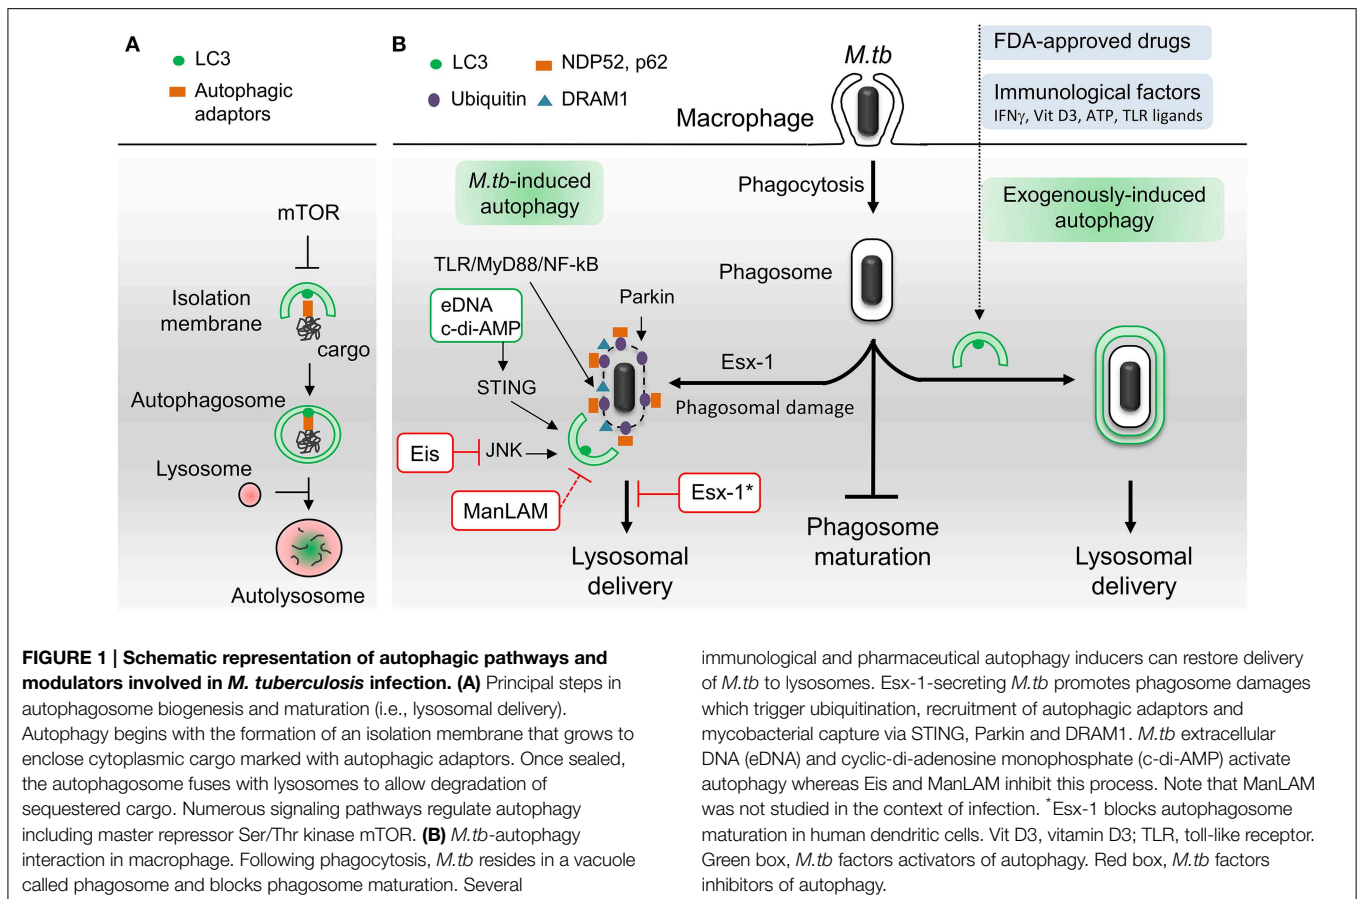 A
LC3
Autophagic
adaptors
mTOR
Isolation
membrane
cargo
Autophagosome
Lysosome
Autolysosome
B
LC3
NDP52, p62
Ubiquitin
DRAM1
M.tb
Macrophage
FDA-approved drugs
Immunological factors
IFNγ, Vit D3, ATP, TLR ligands
M.tb-induced
autophagy
Phagocytosis
Exogenously-induced
autophagy
TLR/MyD88/NF-kB
Phagosome
eDNA
c-di-AMP
Parkin
STING
Esx-1
Phagosomal damage
Eis
JNK
ManLAM
Esx-1*
Phagosome
maturation
Lysosomal
delivery
Lysosomal
delivery
FIGURE 1 | Schematic representation of autophagic pathways and
modulators involved in M. tuberculosis infection. (A) Principal steps in
autophagosome biogenesis and maturation (i.e., lysosomal delivery).
Autophagy begins with the formation of an isolation membrane that grows to
enclose cytoplasmic cargo marked with autophagic adaptors. Once sealed,
the autophagosome fuses with lysosomes to allow degradation of
sequestered cargo. Numerous signaling pathways regulate autophagy
including master repressor Ser/Thr kinase mTOR. (B) M.tb-autophagy
interaction in macrophage. Following phagocytosis, M.tb resides in a vacuole
called phagosome and blocks phagosome maturation. Several
immunological and pharmaceutical autophagy inducers can restore delivery
of M.tb to lysosomes. Esx-1-secreting M.tb promotes phagosome damages
which trigger ubiquitination, recruitment of autophagic adaptors and
mycobacterial capture via STING, Parkin and DRAM1. M.tb extracellular
DNA (eDNA) and cyclic-di-adenosine monophosphate (c-di-AMP) activate
autophagy whereas Eis and ManLAM inhibit this process. Note that ManLAM
was not studied in the context of infection. *Esx-1 blocks autophagosome
maturation in human dendritic cells. Vit D3, vitamin D3; TLR, toll-like receptor.
Green box, M.tb factors activators of autophagy. Red box, M.tb factors
inhibitors of autophagy.